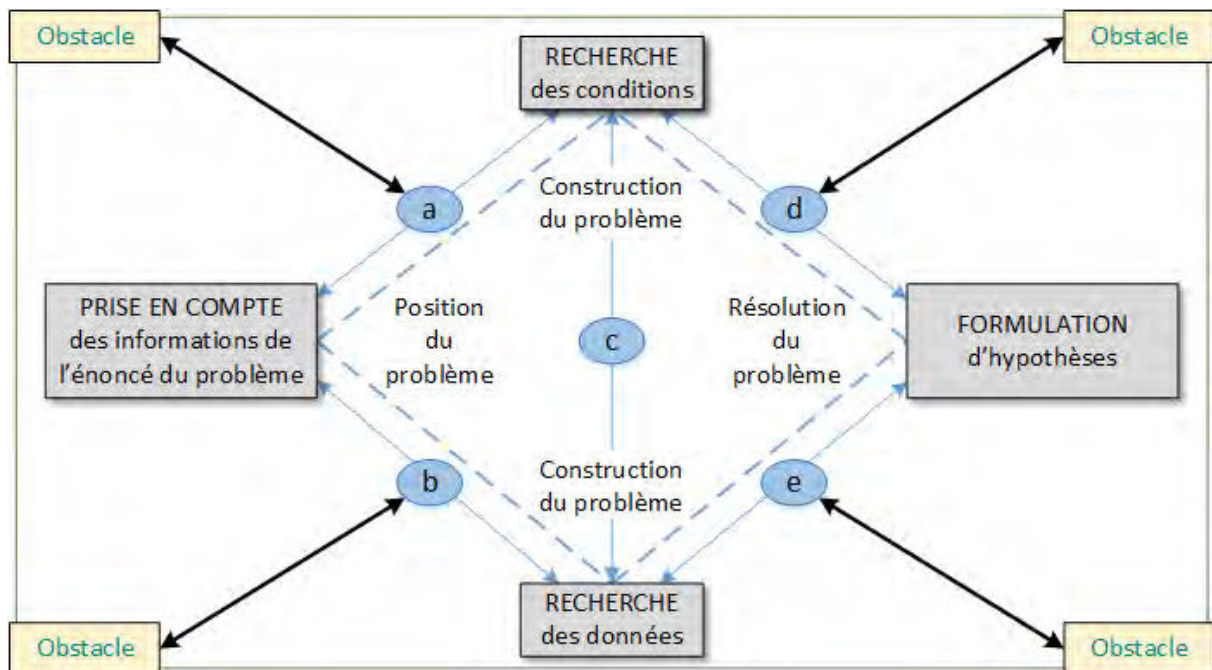 Obstacle
Obstacle
RECHERCHE
des conditions
a
d
Construction
du problème
PRISE EN COMPTE
des informations de
l'énoncé du problème
Position
du
problème
c
Résolution
du
problème
FORMULATION
d'hypothèses
b
e
Construction
du problème
RECHERCHE
des données
Obstacle
Obstacle